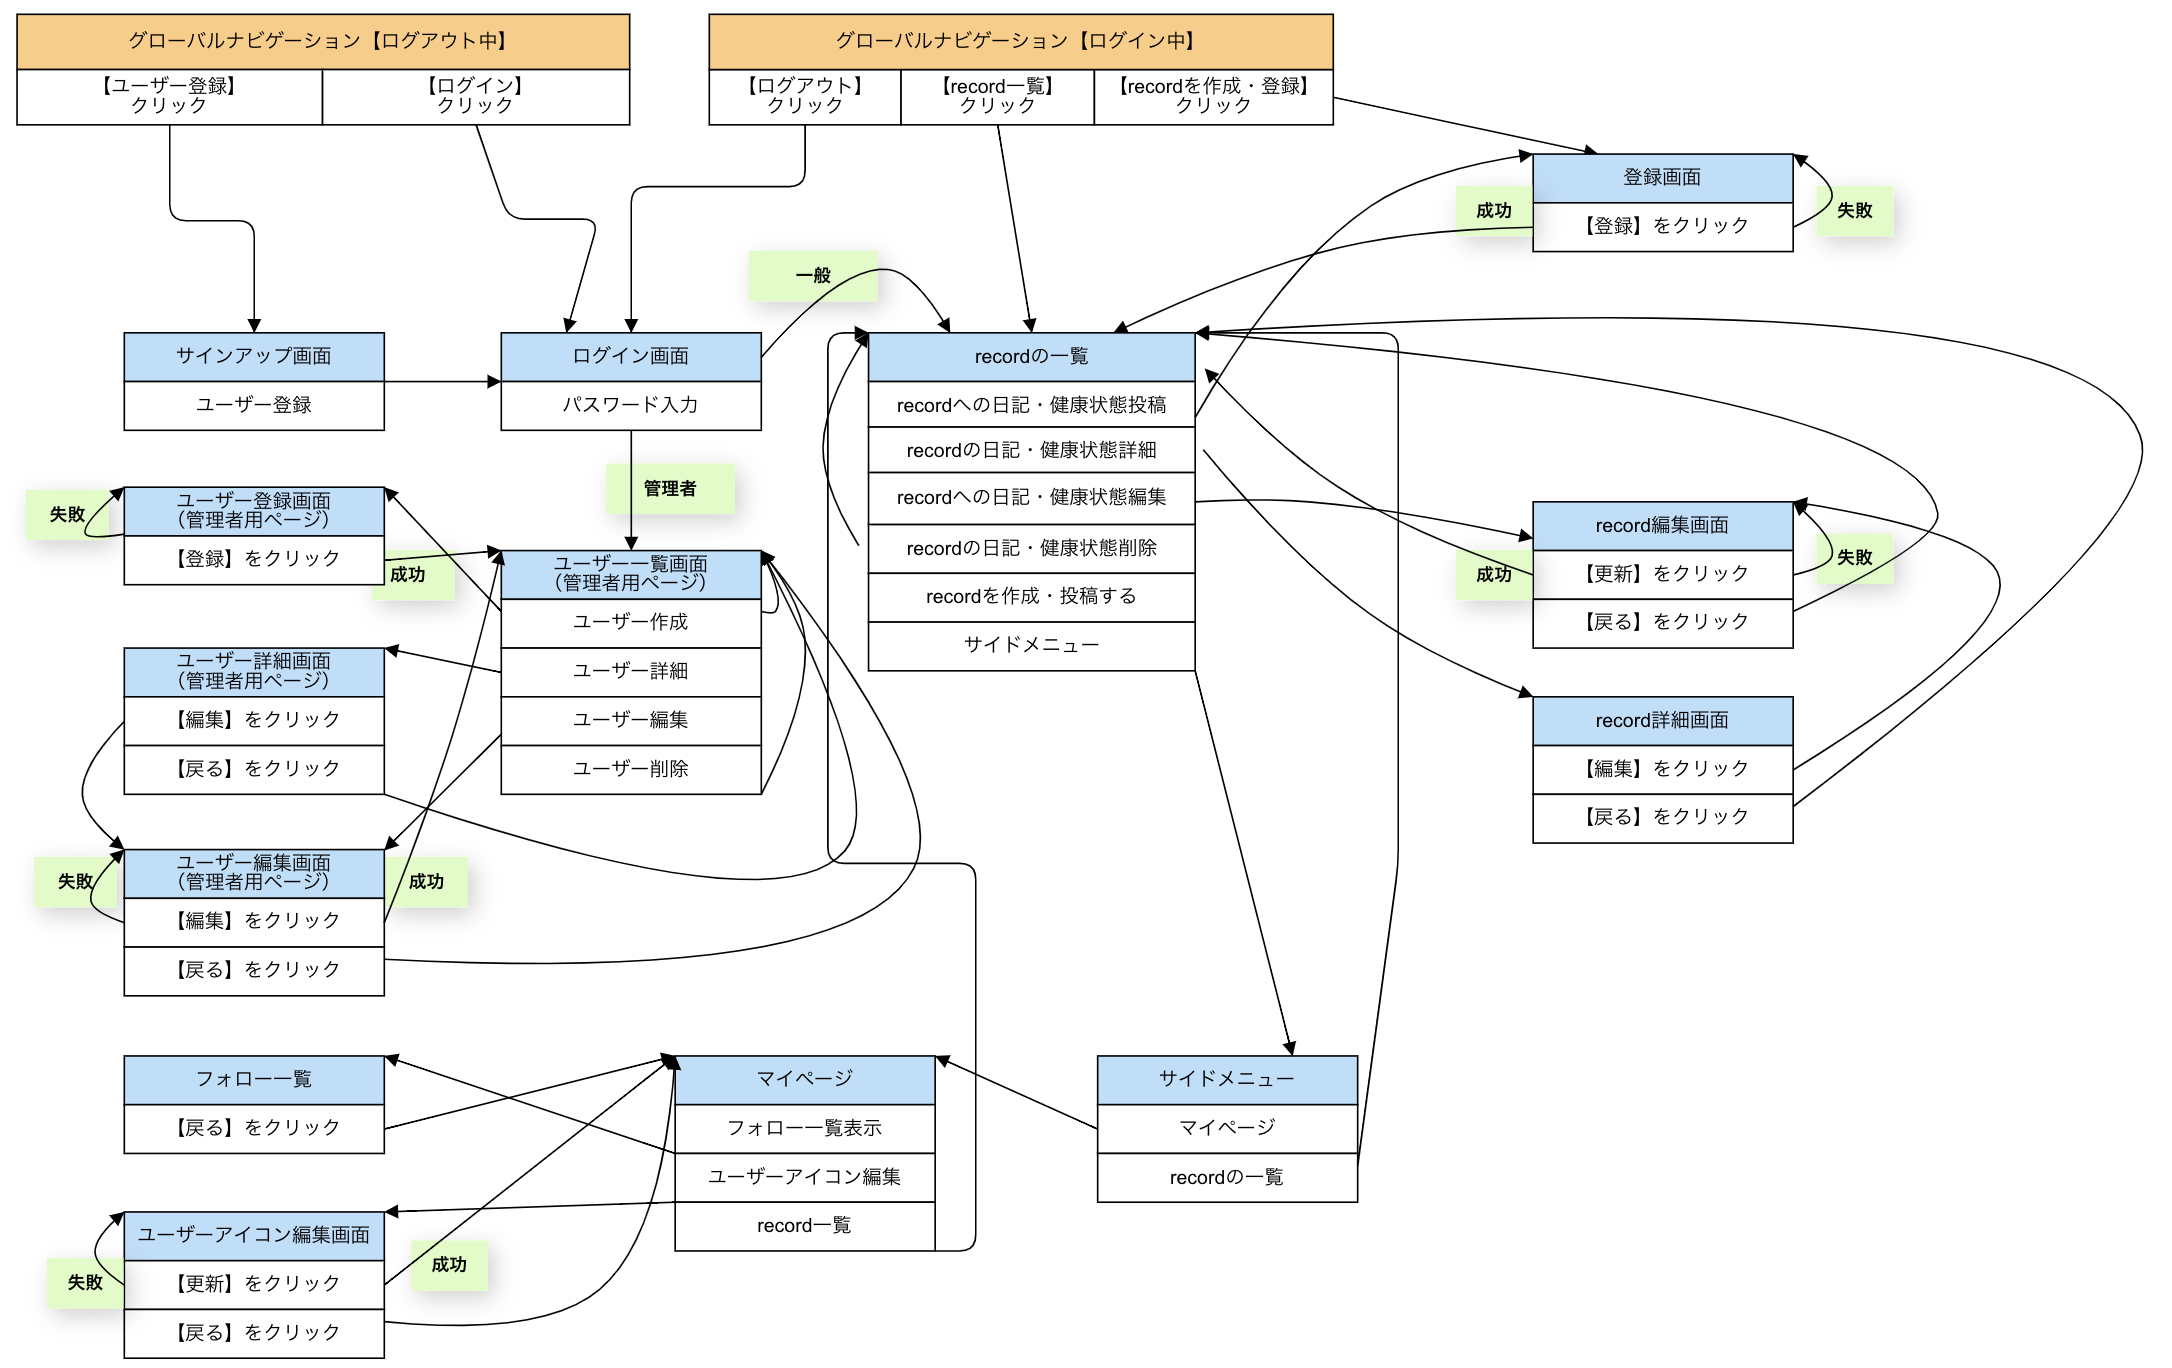 グローバルナビゲーション【ログアウト中】
【ユーザー登録】
クリック
【ログイン】
クリック
グローバルナビゲーション【ログイン中】
【ログアウト】
クリック
【record一覧】
クリック
【recordを作成・登録】
クリック
登録画面
【登録】をクリック
成功
失敗
一般
サインアップ画面
ユーザー登録
ログイン画面
パスワード入力
管理者
recordの一覧
recordへの日記・健康状態投稿
recordの日記・健康状態詳細
recordへの日記・健康状態編集
recordの日記・健康状態削除
recordを作成・投稿する
サイドメニュー
ユーザー登録画面
（管理者用ページ）
【登録】をクリック
失敗
成功
ユーザー一覧画面
（管理者用ページ）
ユーザー作成
ユーザー詳細
ユーザー編集
ユーザー削除
record編集画面
【更新】をクリック
【戻る】をクリック
成功
失敗
ユーザー詳細画面
（管理者用ページ）
【編集】をクリック
【戻る】をクリック
record詳細画面
【編集】をクリック
【戻る】をクリック
ユーザー編集画面
（管理者用ページ）
【編集】をクリック
【戻る】をクリック
失敗
成功
フォロー一覧
【戻る】をクリック
マイページ
フォロー一覧表示
ユーザーアイコン編集
record一覧
サイドメニュー
マイページ
recordの一覧
ユーザーアイコン編集画面
【更新】をクリック
【戻る】をクリック
失敗
成功